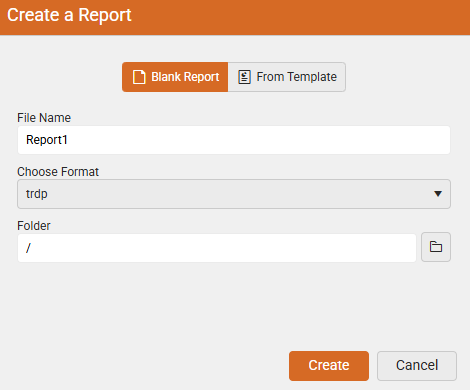 Create a Report
Blank Report From Template
File Name
Report1
Choose Format
trdp
Folder
/
Create Cancel